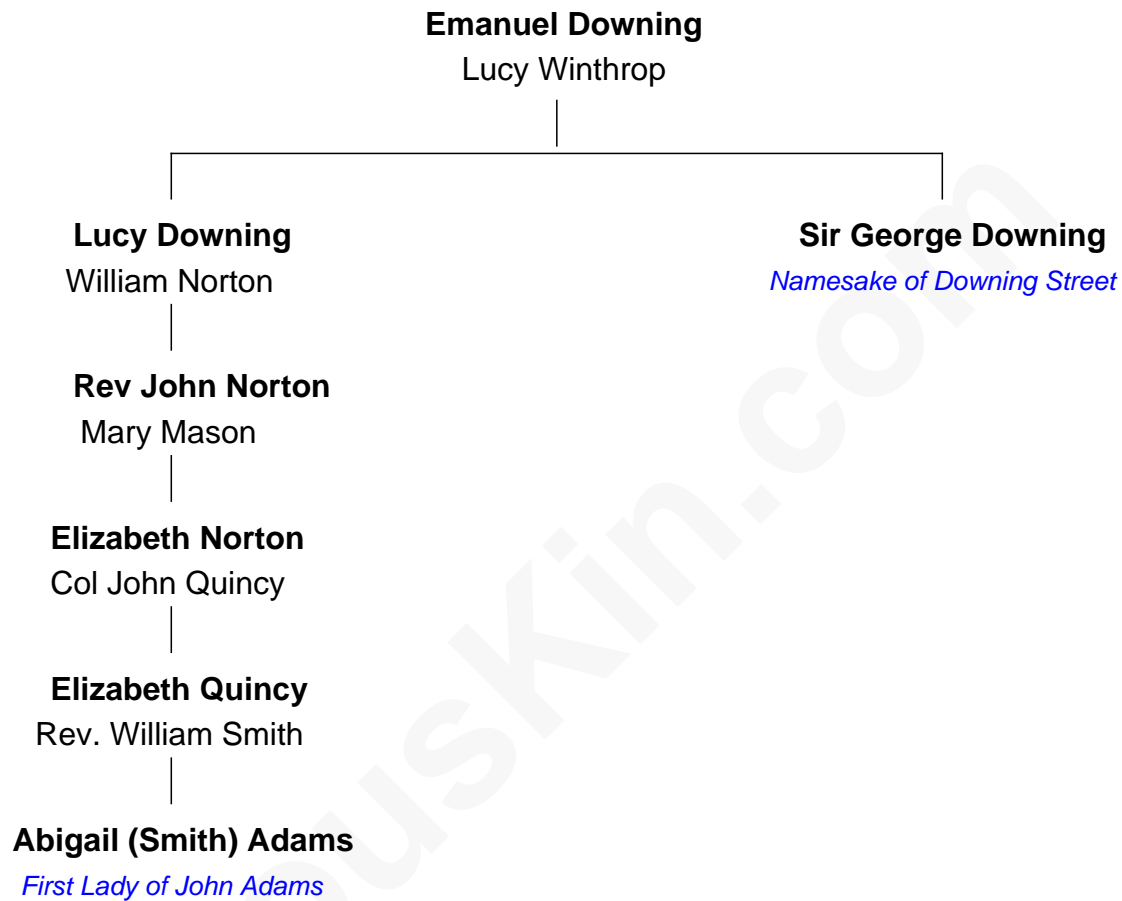 Emanuel Downing
Lucy Winthrop
Lucy Downing
William Norton
Sir George Downing
Namesake of Downing Street
Rev John Norton
Mary Mason
Elizabeth Norton
Col John Quincy
Elizabeth Quincy
Rev. William Smith
Abigail (Smith) Adams
First Lady of John Adams
ousKin.com